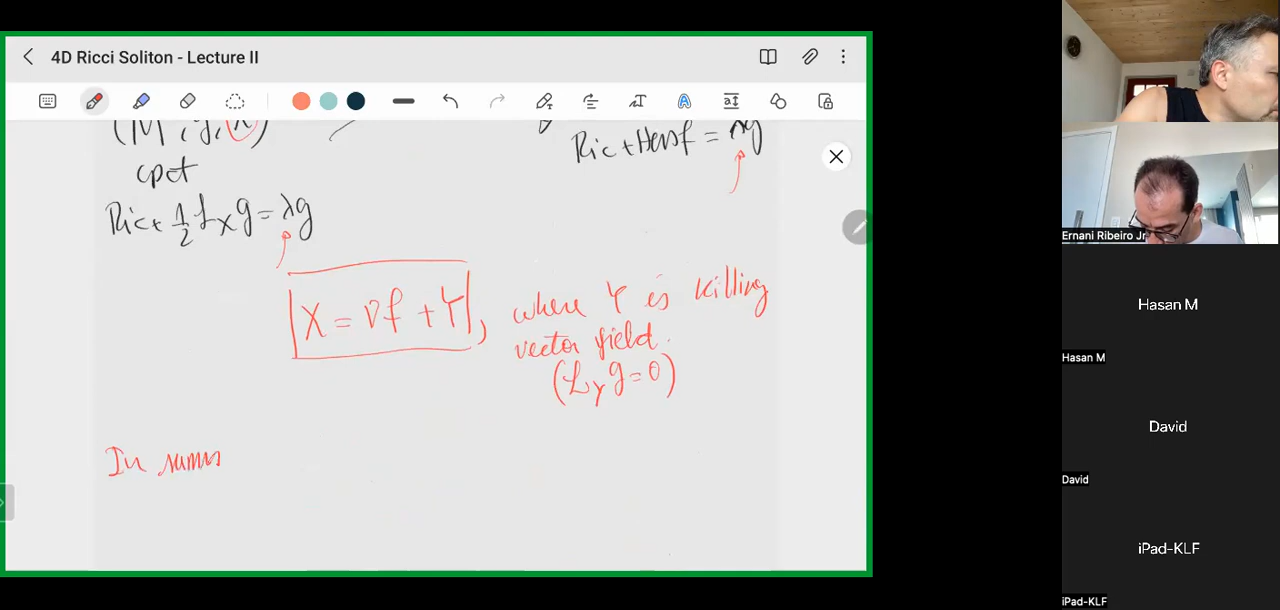 4D Ricci Soliton - Lecture II
(M, g, X)
cpct
Ric + Hess f = λg
Ric + 1/2 ℒ_X g = λg
X = ∇f + Y, where Y is killing
vector field.
(ℒ_Y g = 0)
In summ
Ernani Ribeiro Jr
Hasan M
Hasan M
David
David
iPad-KLF
iPad-KLF